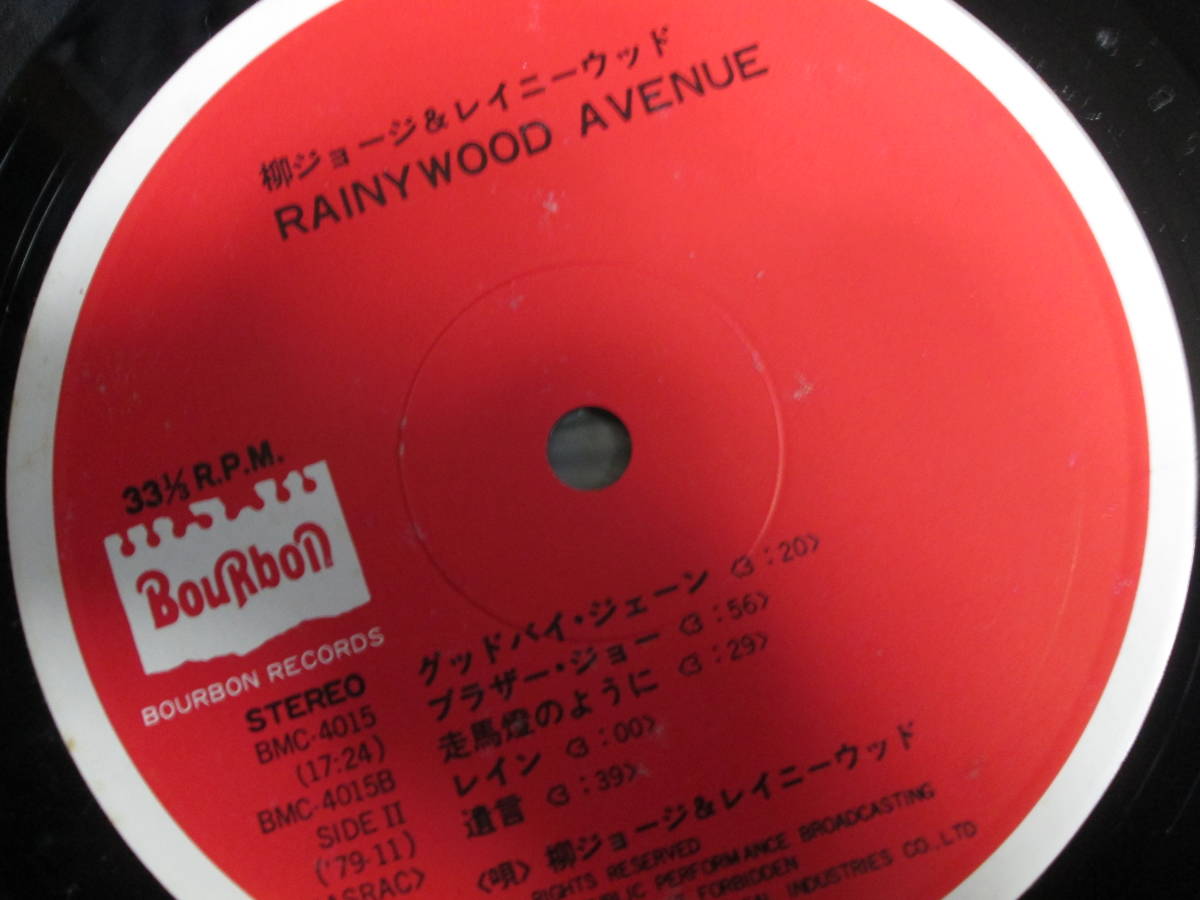 柳ジョージ&レイニーウッド
RAINYWOOD AVENUE
33⅓ R.P.M.
BouRbon
BOURBON RECORDS
STEREO
BMC-4015
(17:24)
BMC-4015B
SIDE II
('79-11)
ASRAC>
グッドバイ・ジェーン <3:20>
ブラザー・ジョー <3:56>
走馬燈のように <3:29>
レイン <3:00>
遺言 <3:39>
<唄> 柳ジョージ&レイニーウッド
RIGHTS RESERVED
PERFORMANCE BROADCASTING
FORBIDDEN
INDUSTRIES CO.,LTD